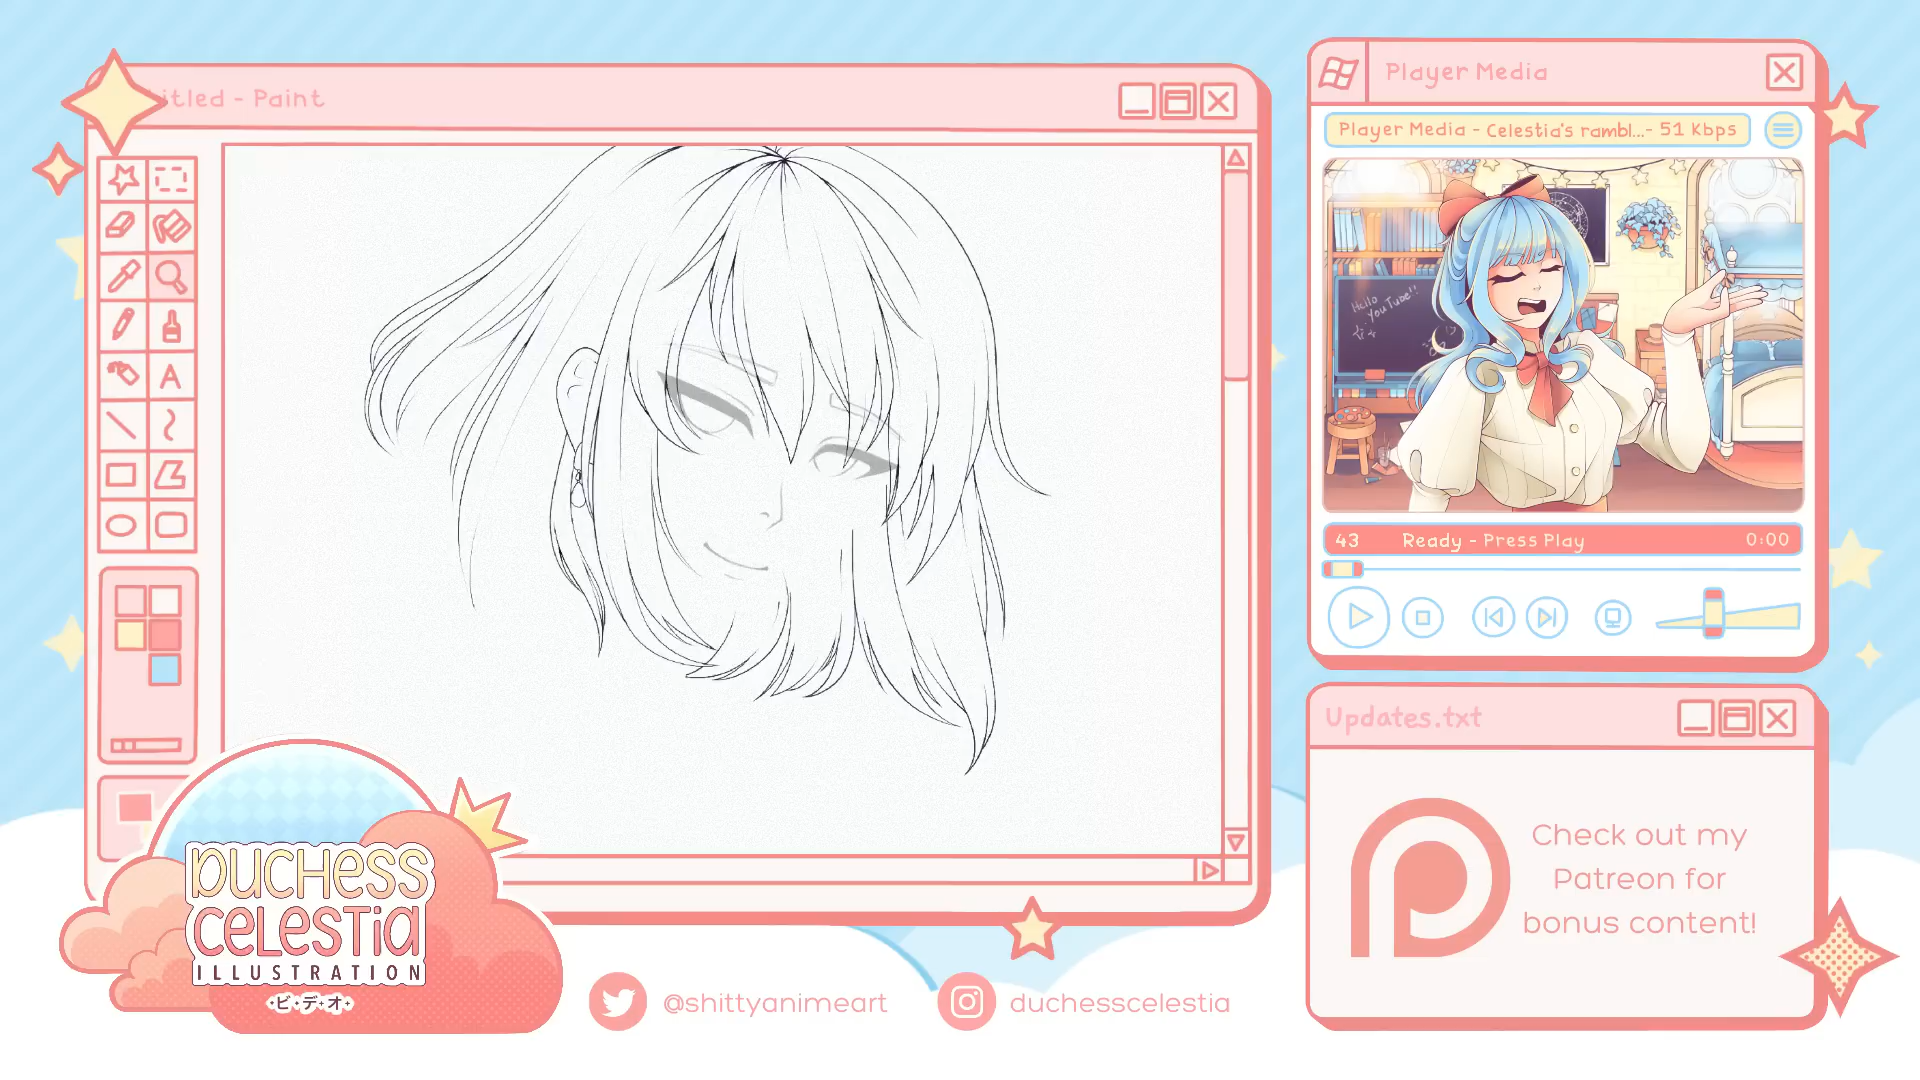 titled - Paint
A
Player Media
Player Media - Celestia's rambl...- 51 Kbps
Hello
YouTube!!
43 Ready - Press Play 0:00
Updates.txt
Check out my
Patreon for
bonus content!
DUCHESS
CELESTIA
ILLUSTRATION
・ビ・デ・オ・
@shittyanimeart
duchesscelestia